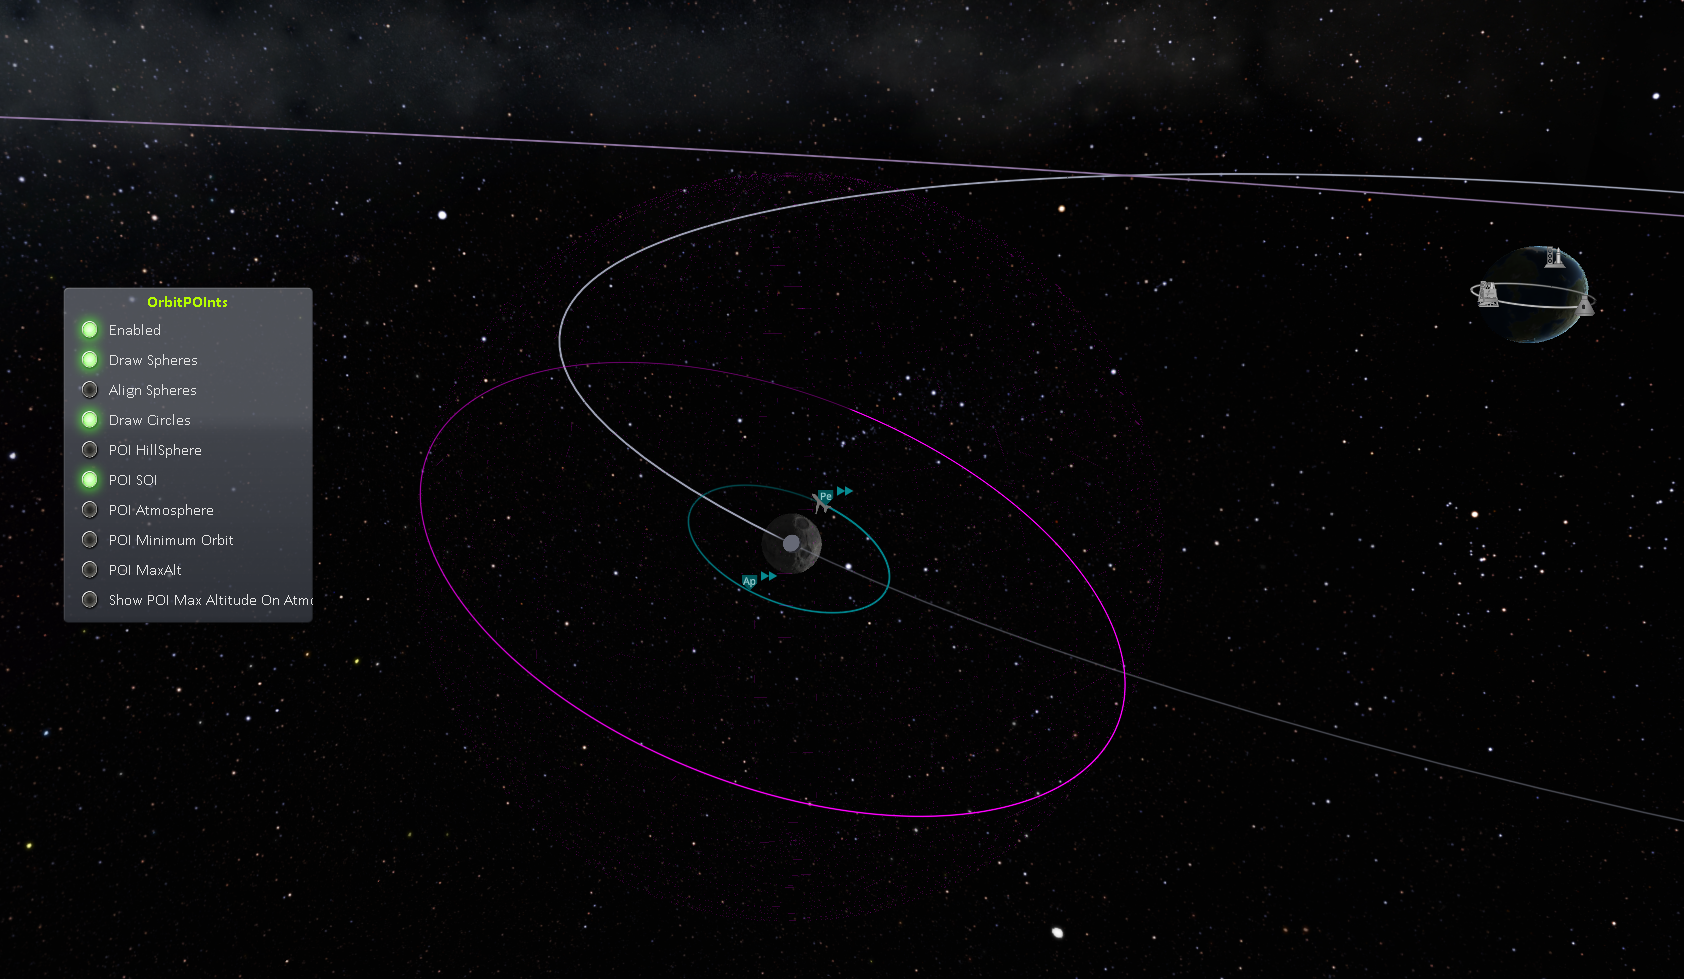 OrbitPOInts
Enabled
Draw Spheres
Align Spheres
Draw Circles
POI HillSphere
POI SOI
POI Atmosphere
POI Minimum Orbit
POI MaxAlt
Show POI Max Altitude On Atm
Pe
Ap